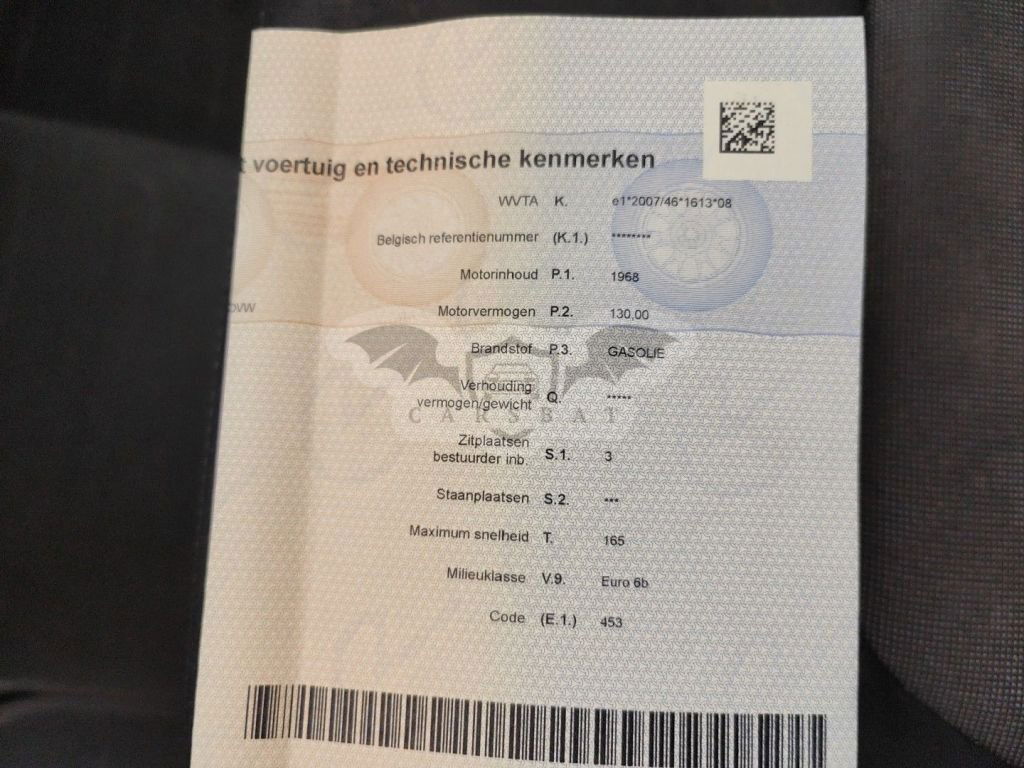 t voertuig en technische kenmerken
WVTA K. e1*2007/46*1613*08
Belgisch referentienummer (K.1.) ********
Motorinhoud P.1. 1968
Motorvermogen P.2. 130,00
OVW
Brandstof P.3. GASOLIE
Verhouding
vermogen/gewicht Q. *****
CARSBAT
Zitplaatsen
bestuurder inb. S.1. 3
Staanplaatsen S.2. ***
Maximum snelheid T. 165
Milieuklasse V.9. Euro 6b
Code (E.1.) 453